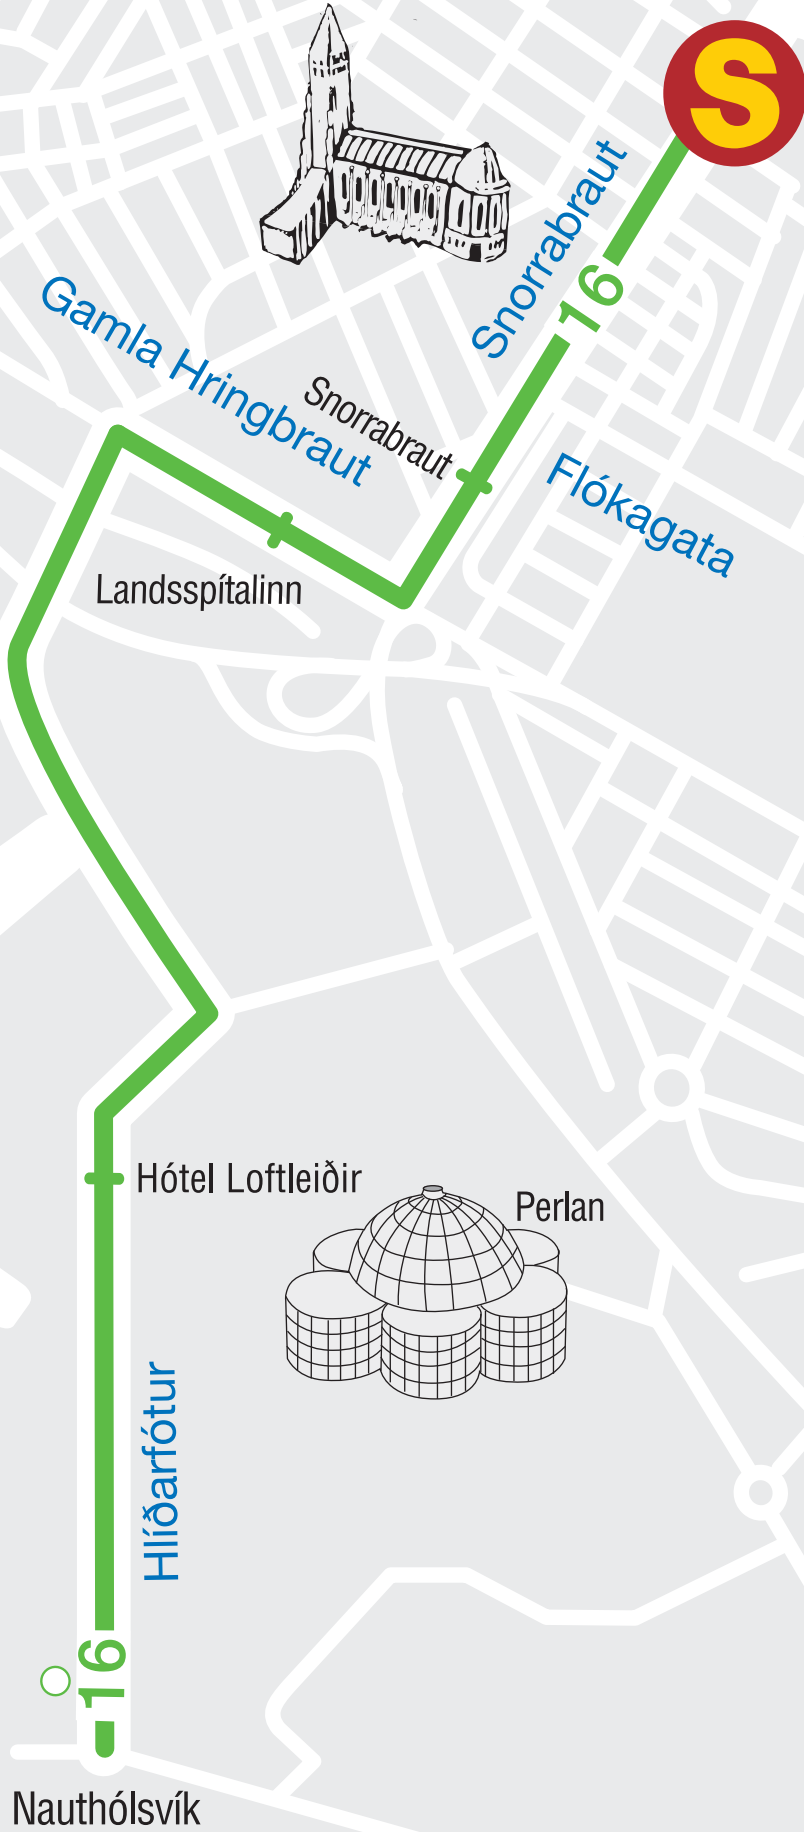 S
Snorrabraut
16
Gamla Hringbraut
Snorrabraut
Flókagata
Landsspítalinn
Hótel Loftleiðir
Perlan
Hlíðarfótur
16
Nauthólsvík